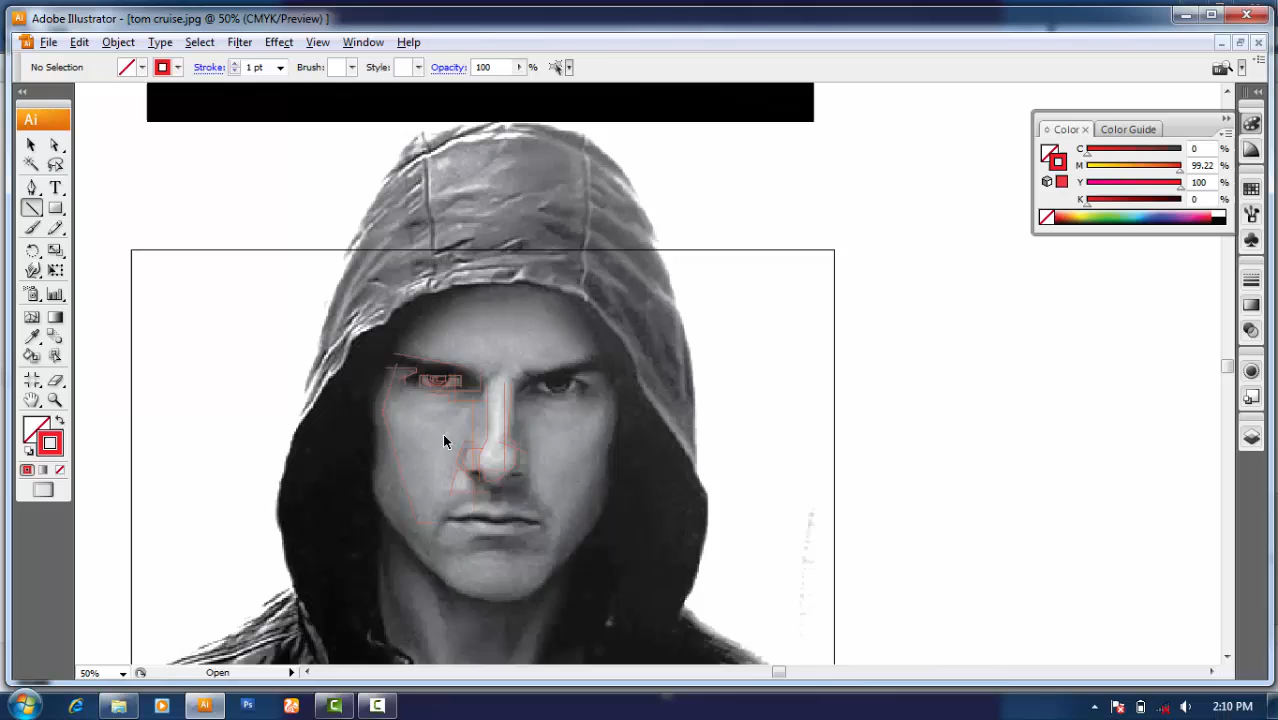 Adobe Illustrator - [tom cruise.jpg @ 50% (CMYK/Preview) ]
File Edit Object Type Select Filter Effect View Window Help
No Selection Stroke: 1 pt Brush: Style: Opacity: 100 %
Ai
Color Color Guide
C 0 %
M 99.22 %
Y 100 %
K 0 %
T
50% Open
Ai Ps C C 2:10 PM